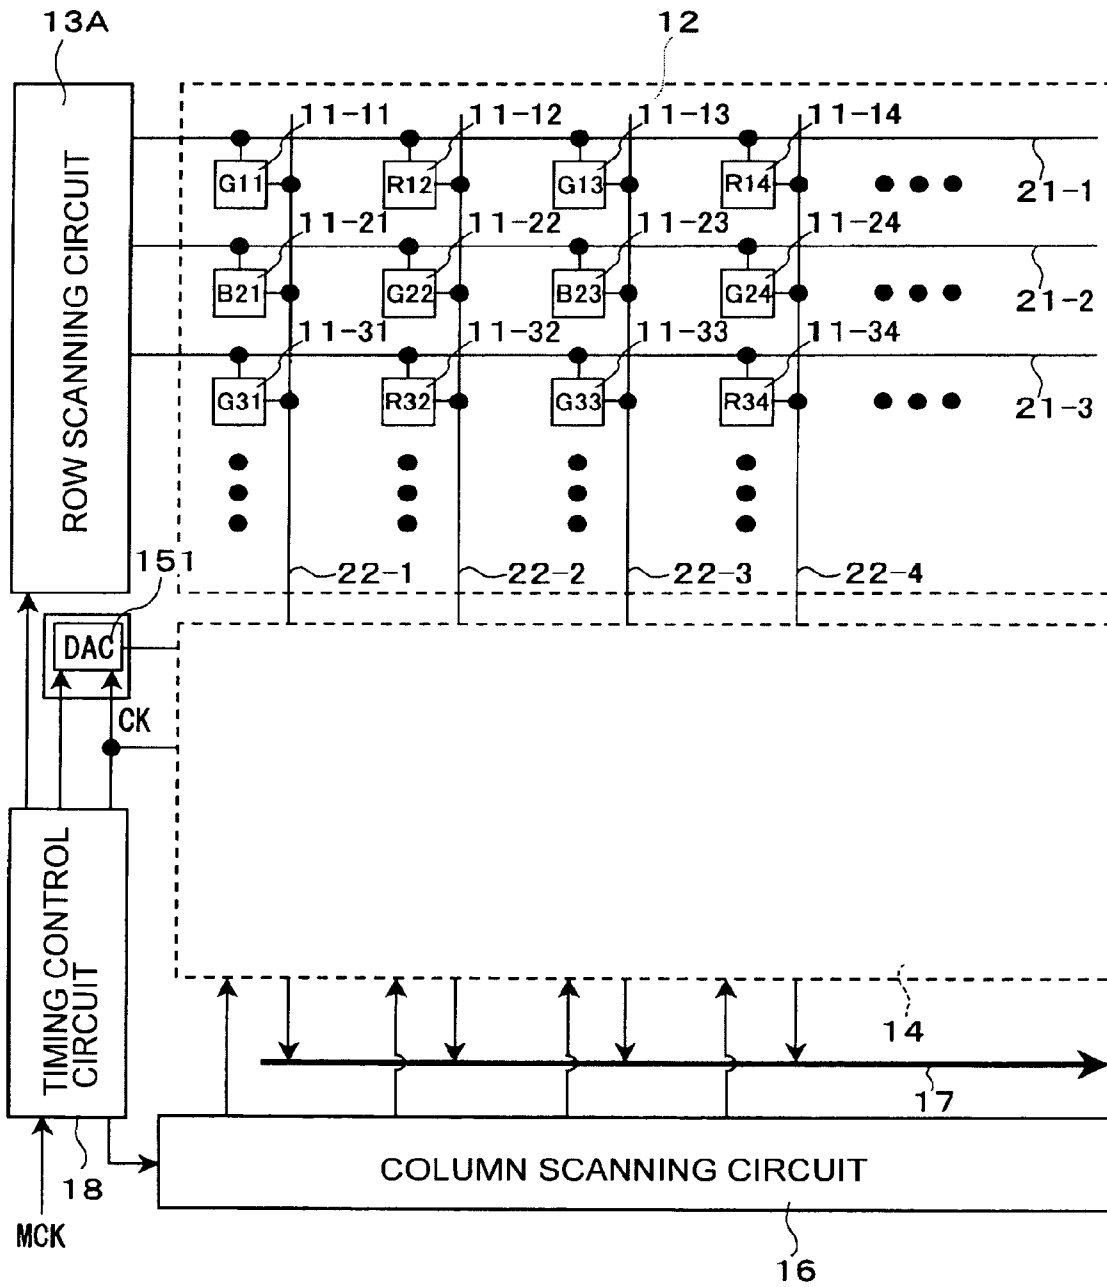 13A
12
11-11
11-12
11-13
11-14
G11
R12
G13
R14
21-1
11-21
11-22
11-23
11-24
B21
G22
B23
G24
21-2
11-31
11-32
11-33
11-34
G31
R32
G33
R34
21-3
ROW SCANNING CIRCUIT
151
22-1
22-2
22-3
22-4
DAC
CK
TIMING CONTROL
CIRCUIT
14
17
18
COLUMN SCANNING CIRCUIT
MCK
16